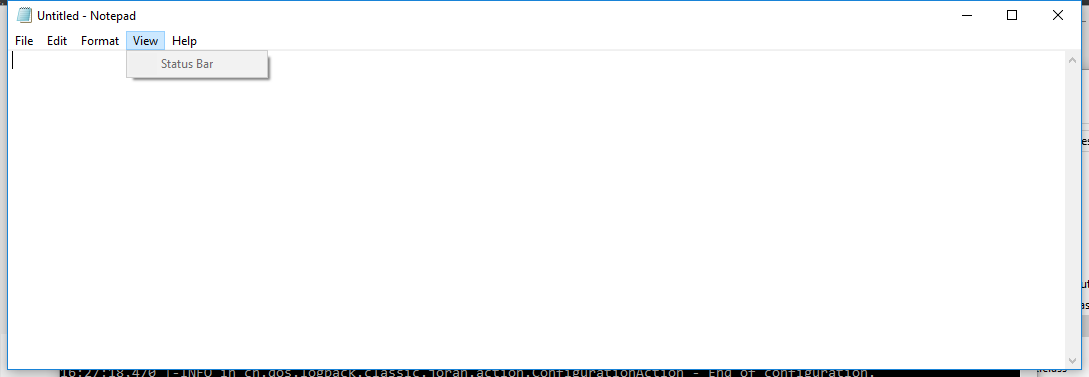 Untitled - Notepad
File Edit Format View Help
Status Bar
16:27:18.470 |-INFO in ch.qos.logback.classic.joran.action.ConfigurationAction - End of configuration.